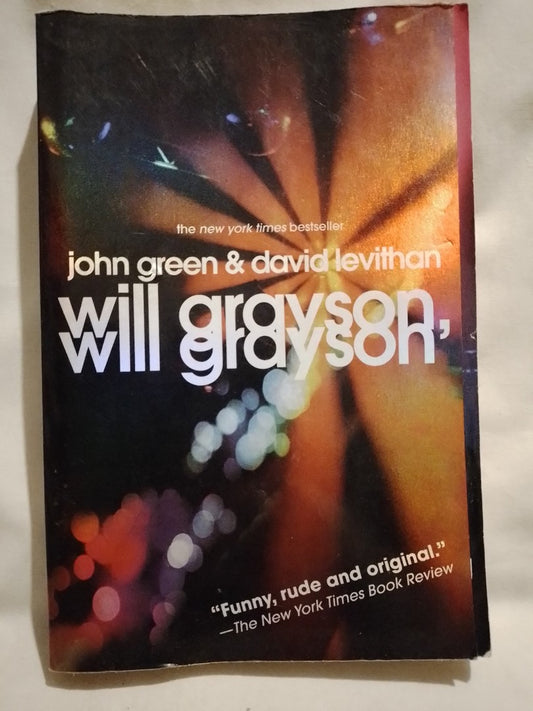 the new york times bestseller
john green & david levithan
will grayson,
will grayson
“Funny, rude and original.”
—The New York Times Book Review